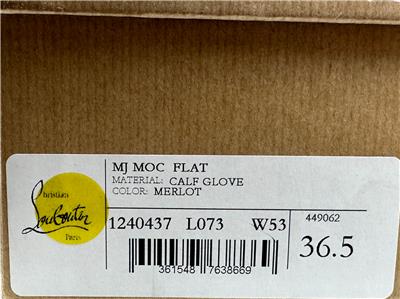 MJ MOC FLAT
MATERIAL: CALF GLOVE
COLOR: MERLOT
Christian
Louboutin
Paris
1240437 L073 W53
449062
36.5
361548 7638669